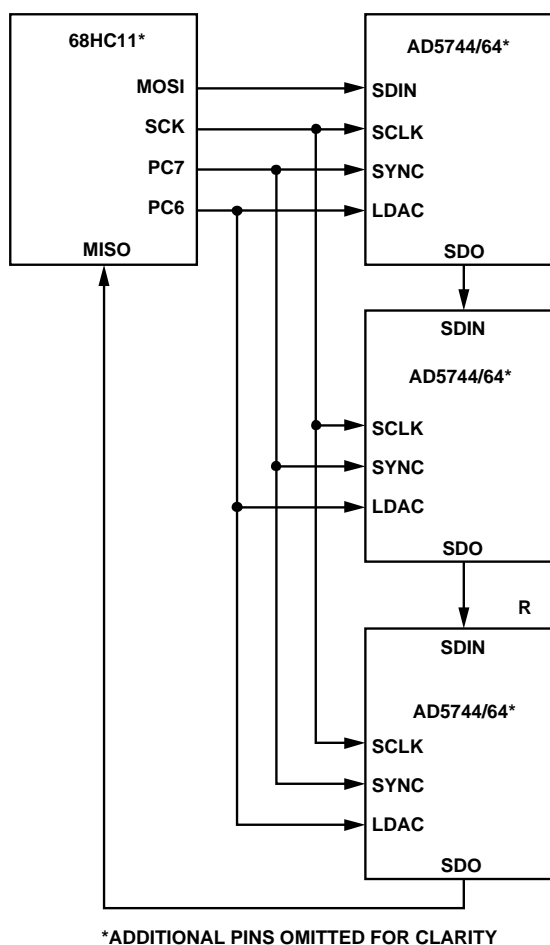 68HC11*
MOSI
SCK
PC7
PC6
MISO
AD5744/64*
SDIN
SCLK
SYNC
LDAC
SDO
SDIN
AD5744/64*
SCLK
SYNC
LDAC
SDO
R
SDIN
AD5744/64*
SCLK
SYNC
LDAC
SDO
*ADDITIONAL PINS OMITTED FOR CLARITY